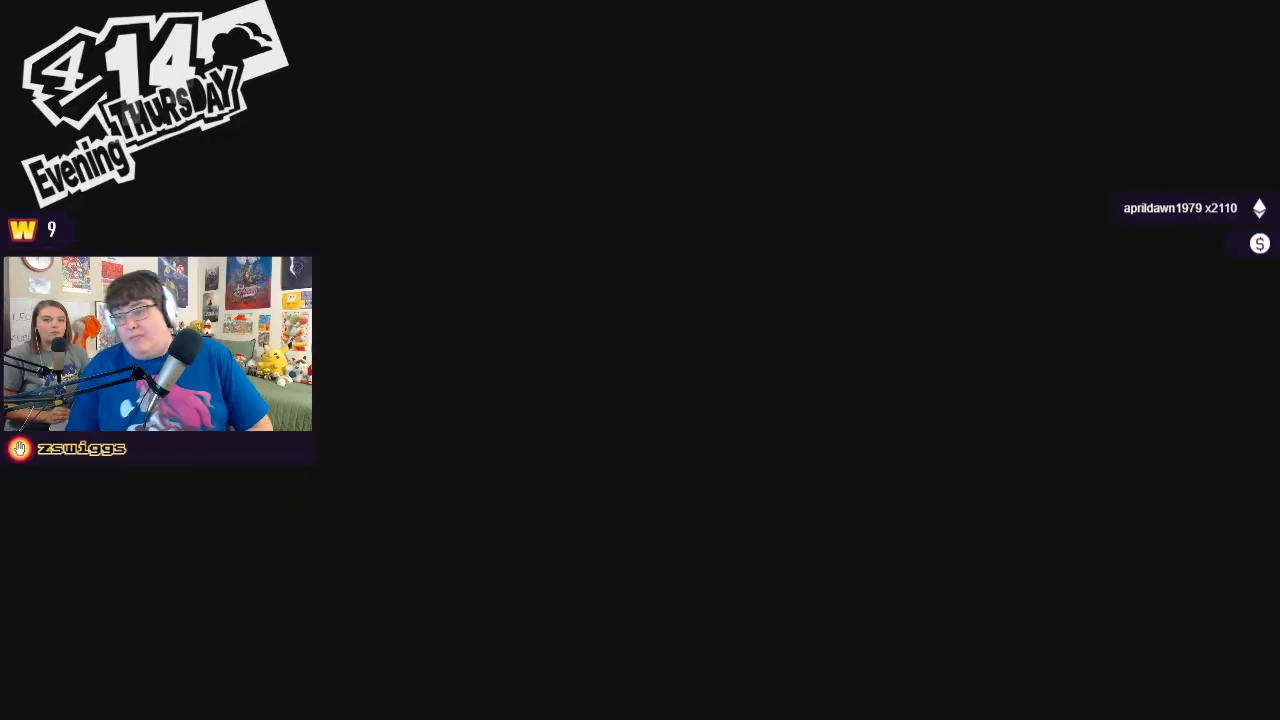 4/14
THURSDAY
Evening
W 9
aprildawn1979 x2110
$
zswiggs